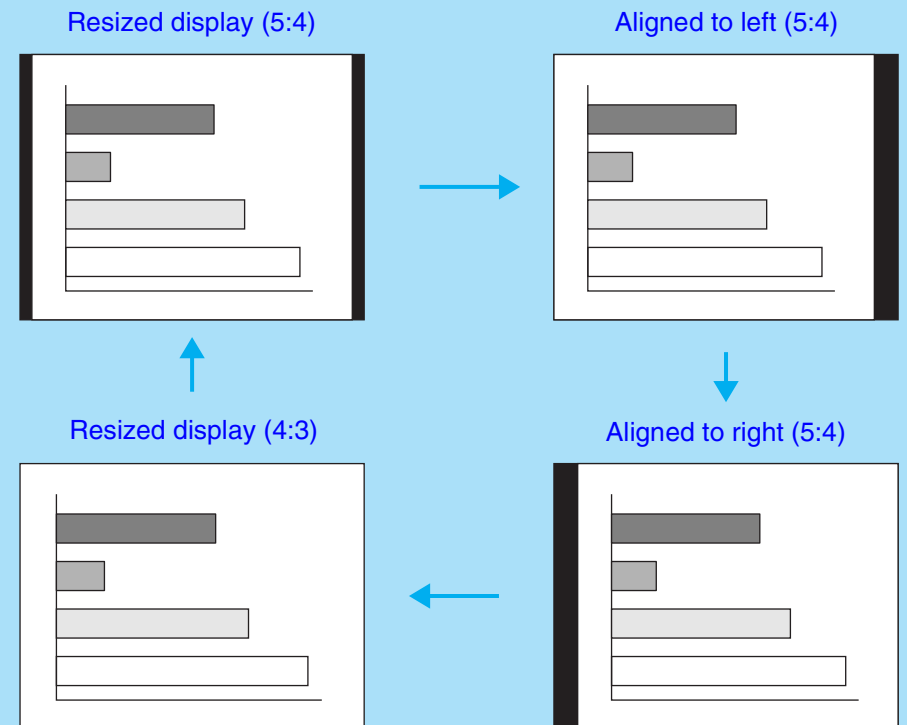 Resized display (5:4)
Aligned to left (5:4)
Resized display (4:3)
Aligned to right (5:4)